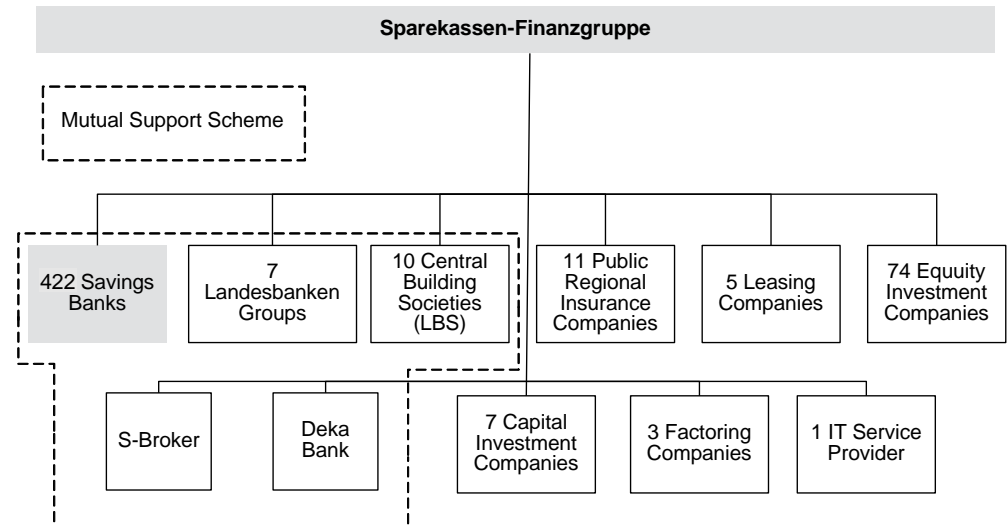 Sparekassen-Finanzgruppe
Mutual Support Scheme
422 Savings
Banks
7
Landesbanken
Groups
10 Central
Building
Societies
(LBS)
11 Public
Regional
Insurance
Companies
5 Leasing
Companies
74 Equity
Investment
Companies
S-Broker
Deka
Bank
7 Capital
Investment
Companies
3 Factoring
Companies
1 IT Service
Provider